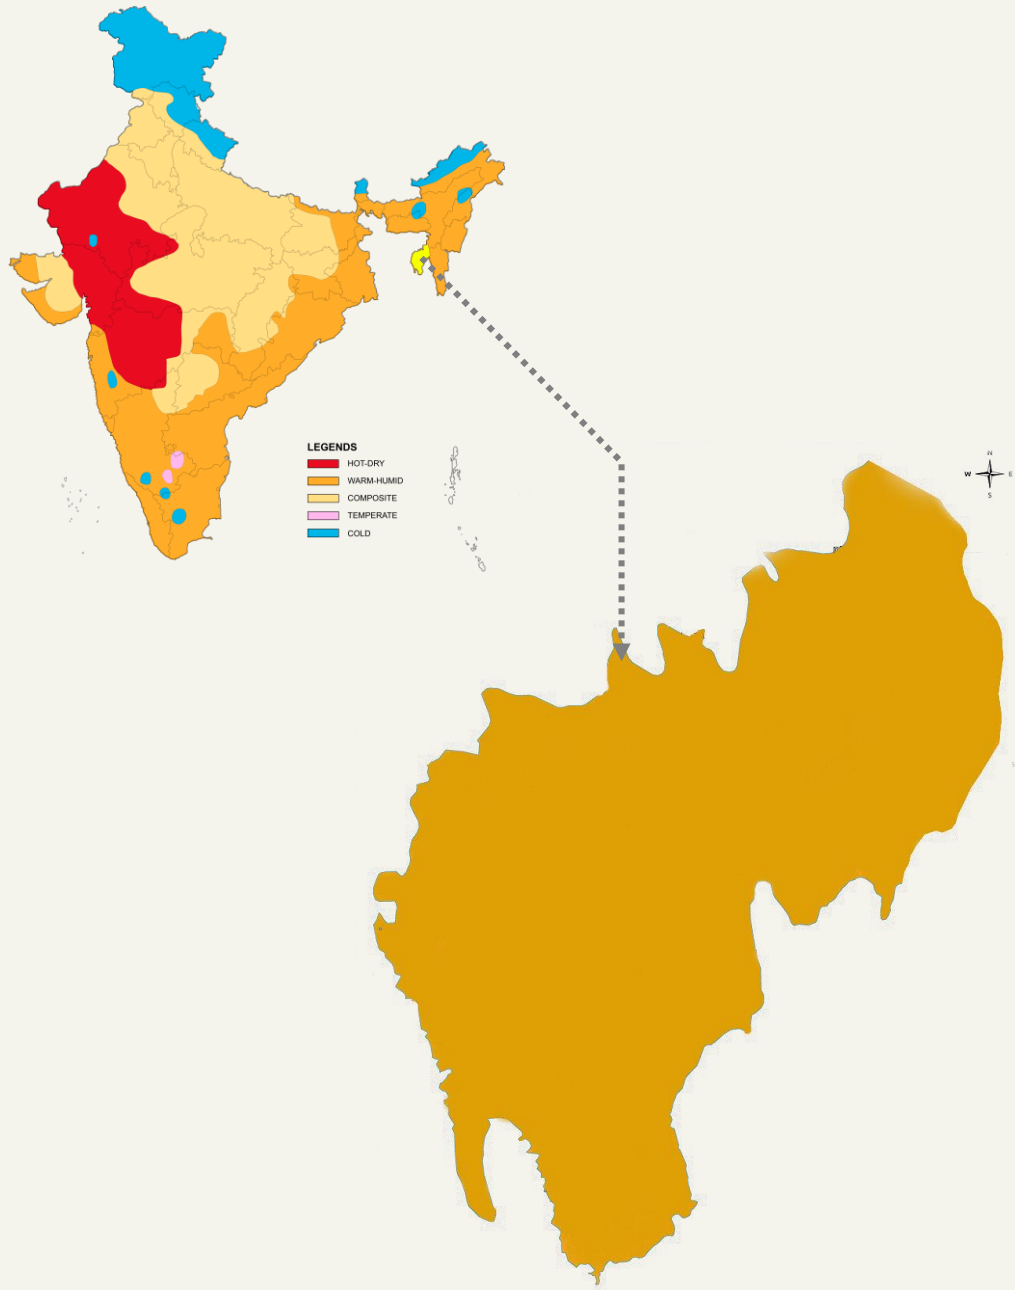 LEGENDS
HOT-DRY
WARM-HUMID
COMPOSITE
TEMPERATE
COLD
N
W E
S